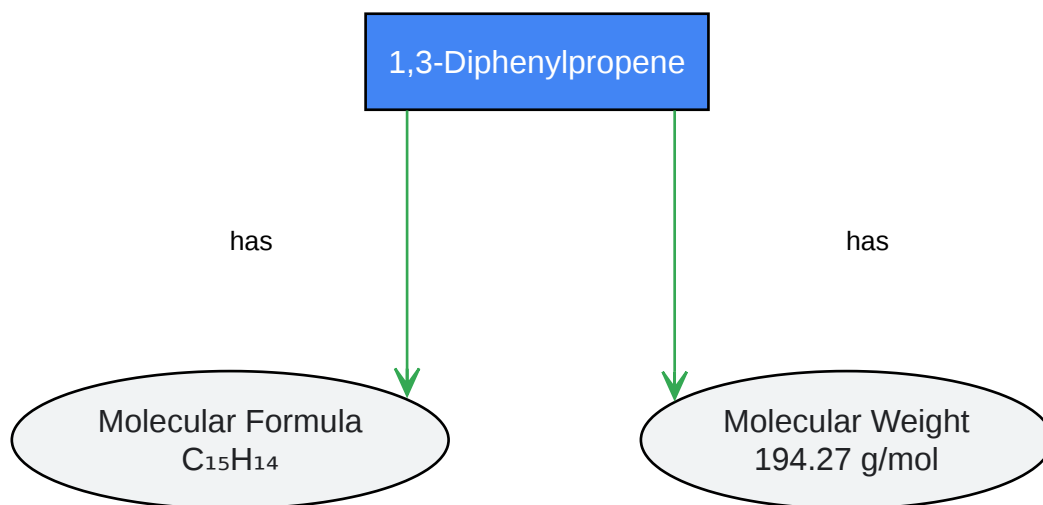 1,3-Diphenylpropene
has
has
Molecular Formula
C₁₅H₁₄
Molecular Weight
194.27 g/mol